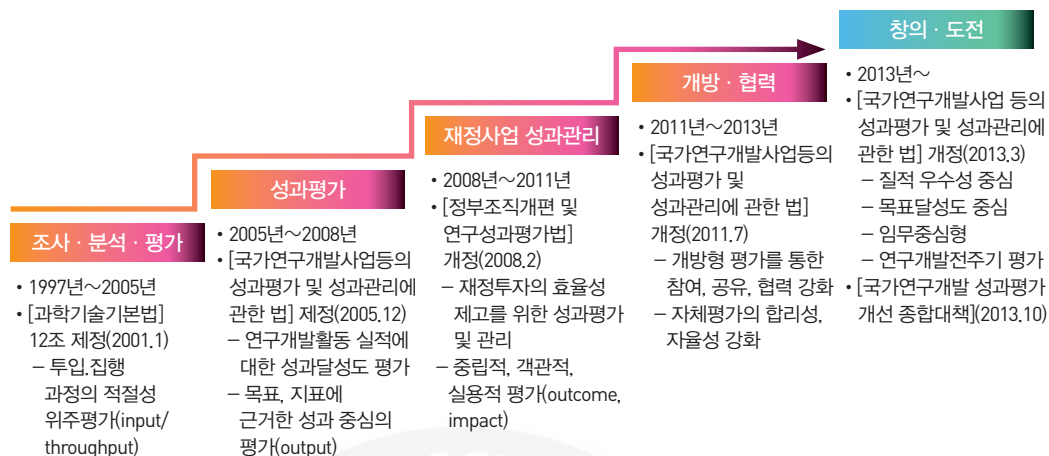 조사 · 분석 · 평가
• 1997년~2005년
• [과학기술기본법]
12조 제정(2001.1)
– 투입.집행
과정의 적절성
위주평가(input/
throughput)
성과평가
• 2005년~2008년
• [국가연구개발사업등의
성과평가 및 성과관리에
관한 법] 제정(2005.12)
– 연구개발활동 실적에
대한 성과달성도 평가
– 목표, 지표에
근거한 성과 중심의
평가(output)
재정사업 성과관리
• 2008년~2011년
• [정부조직개편 및
연구성과평가법]
개정(2008.2)
– 재정투자의 효율성
제고를 위한 성과평가
및 관리
– 중립적, 객관적,
실용적 평가(outcome,
impact)
개방 · 협력
• 2011년~2013년
• [국가연구개발사업등의
성과평가 및
성과관리에 관한 법]
개정(2011.7)
– 개방형 평가를 통한
참여, 공유, 협력 강화
– 자체평가의 합리성,
자율성 강화
창의 · 도전
• 2013년~
• [국가연구개발사업 등의
성과평가 및 성과관리에
관한 법] 개정(2013.3)
– 질적 우수성 중심
– 목표달성도 중심
– 임무중심형
– 연구개발전주기 평가
• [국가연구개발 성과평가
개선 종합대책](2013.10)